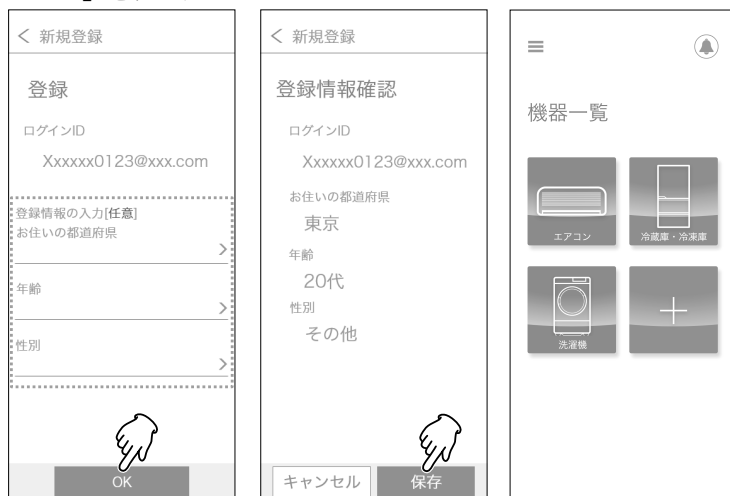 新規登録
登録
ログインID
Xxxxxx0123@xxx.com
登録情報の入力[任意]
お住いの都道府県
年齢
性別
OK
新規登録
登録情報確認
ログインID
Xxxxxx0123@xxx.com
お住いの都道府県
東京
年齢
20代
性別
その他
キャンセル
保存
機器一覧
エアコン
冷蔵庫・冷凍庫
洗濯機